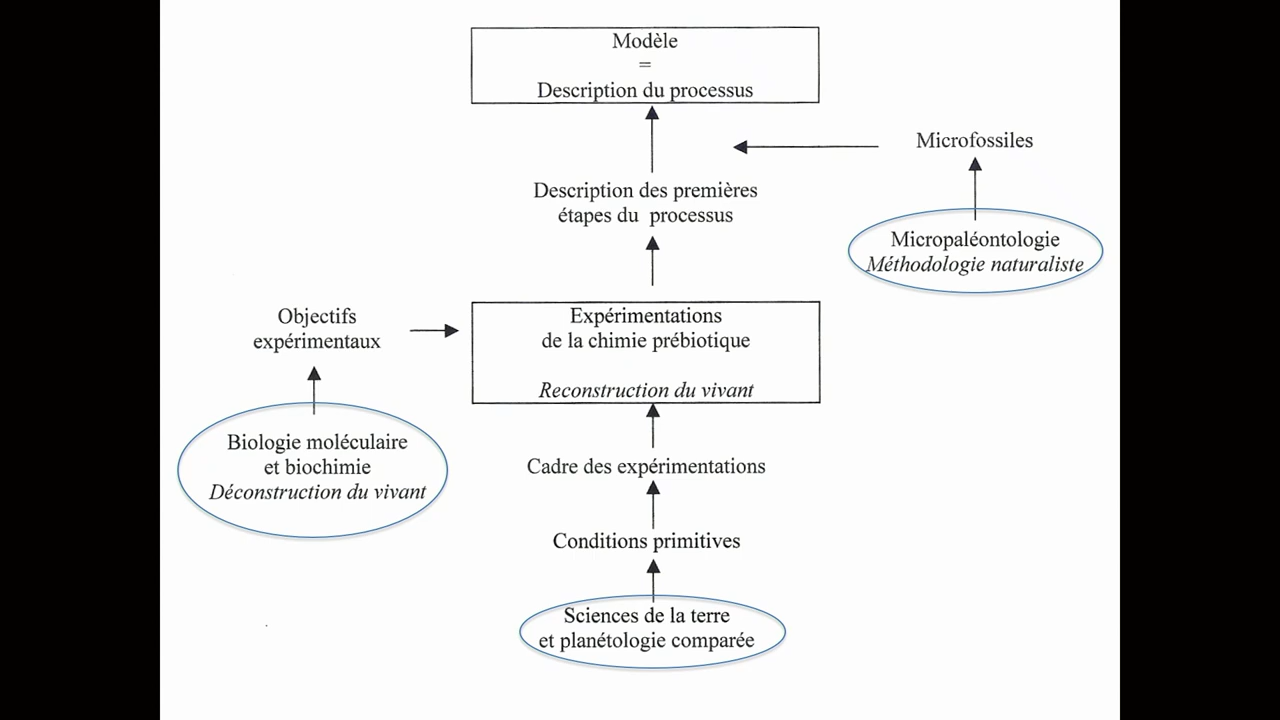 Modèle
=
Description du processus
Microfossiles
Description des premières
étapes du processus
Micropaléontologie
Méthodologie naturaliste
Objectifs
expérimentaux
Expérimentations
de la chimie prébiotique
Reconstruction du vivant
Biologie moléculaire
et biochimie
Déconstruction du vivant
Cadre des expérimentations
Conditions primitives
Sciences de la terre
et planétologie comparée